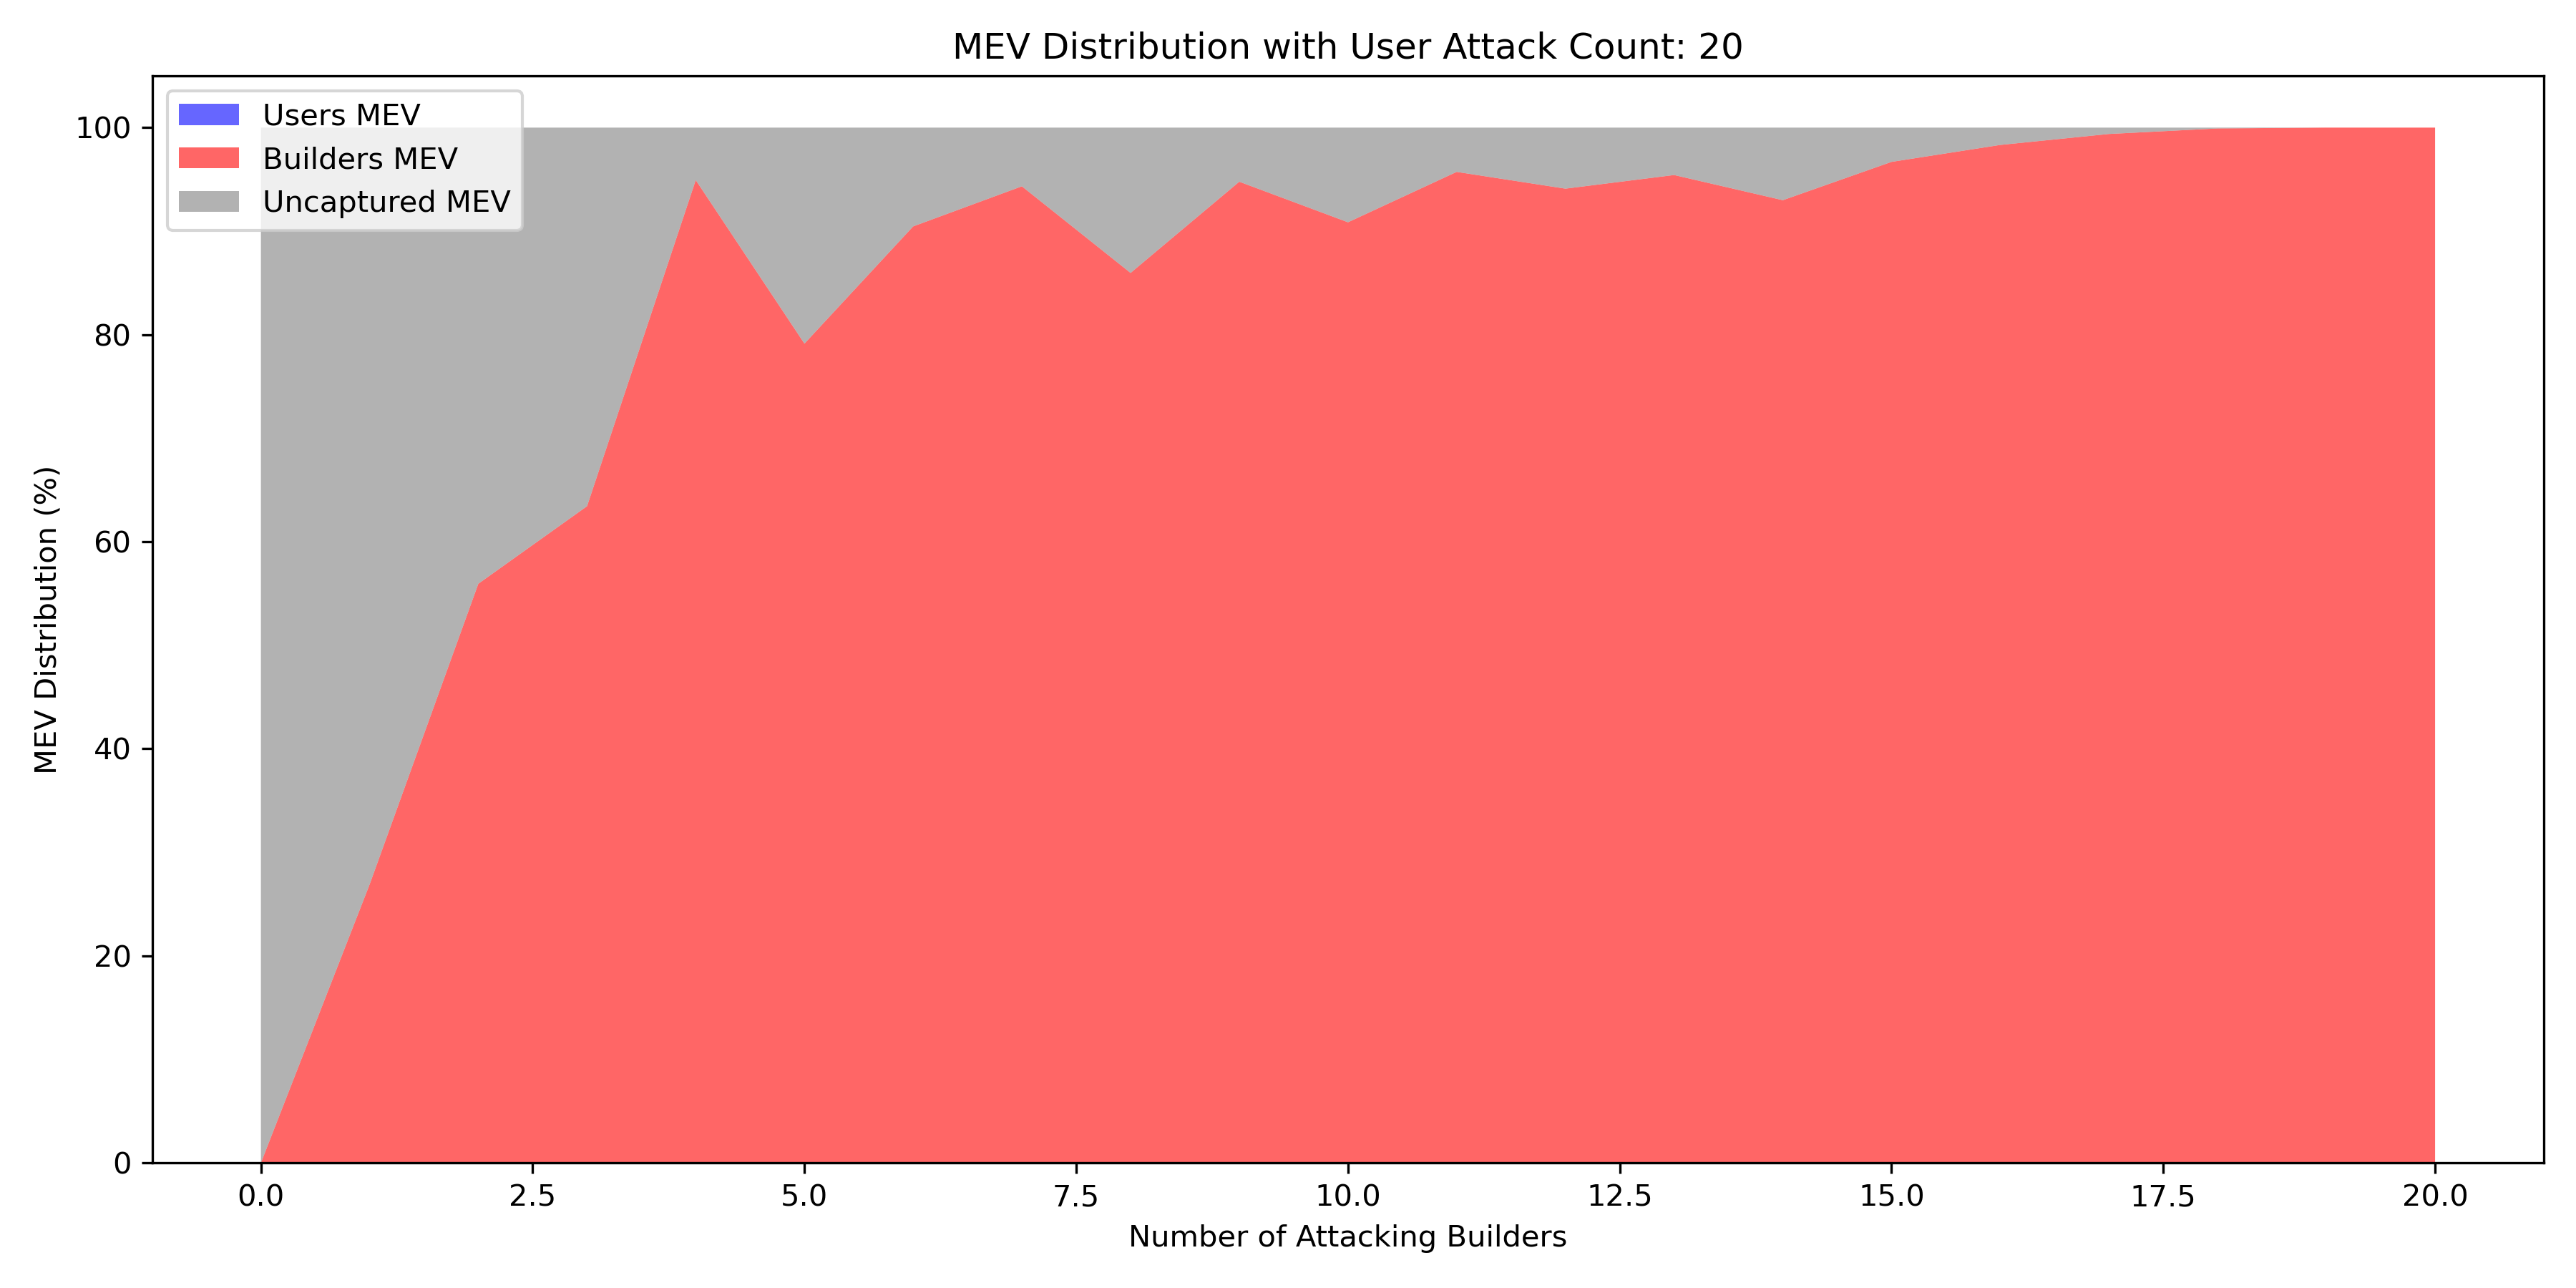 MEV Distribution with User Attack Count: 20
Users MEV
Builders MEV
Uncaptured MEV
MEV Distribution (%)
100
80
60
40
20
0
0.0 2.5 5.0 7.5 10.0 12.5 15.0 17.5 20.0
Number of Attacking Builders